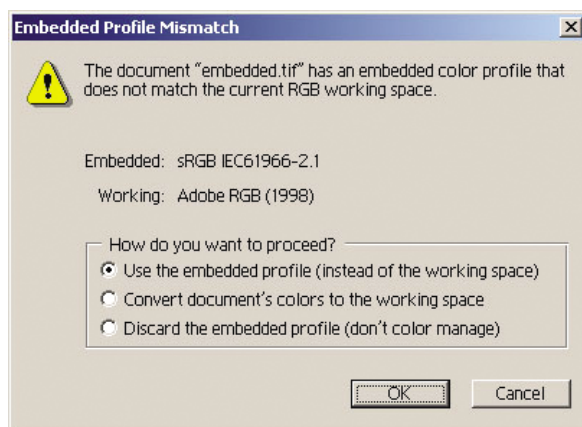 Embedded Profile Mismatch
The document "embedded.tif" has an embedded color profile that
does not match the current RGB working space.
Embedded: sRGB IEC61966-2.1
Working: Adobe RGB (1998)
How do you want to proceed?
Use the embedded profile (instead of the working space)
Convert document's colors to the working space
Discard the embedded profile (don't color manage)
OK Cancel